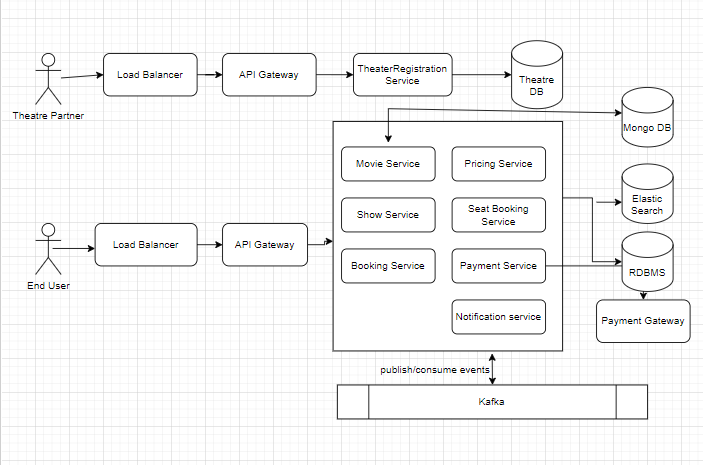 Theatre Partner
Load Balancer
API Gateway
TheaterRegistration
Service
Theatre
DB
Mongo DB
Movie Service
Pricing Service
Elastic
Search
Show Service
Seat Booking
Service
End User
Load Balancer
API Gateway
Booking Service
Payment Service
RDBMS
Notification service
Payment Gateway
publish/consume events
Kafka